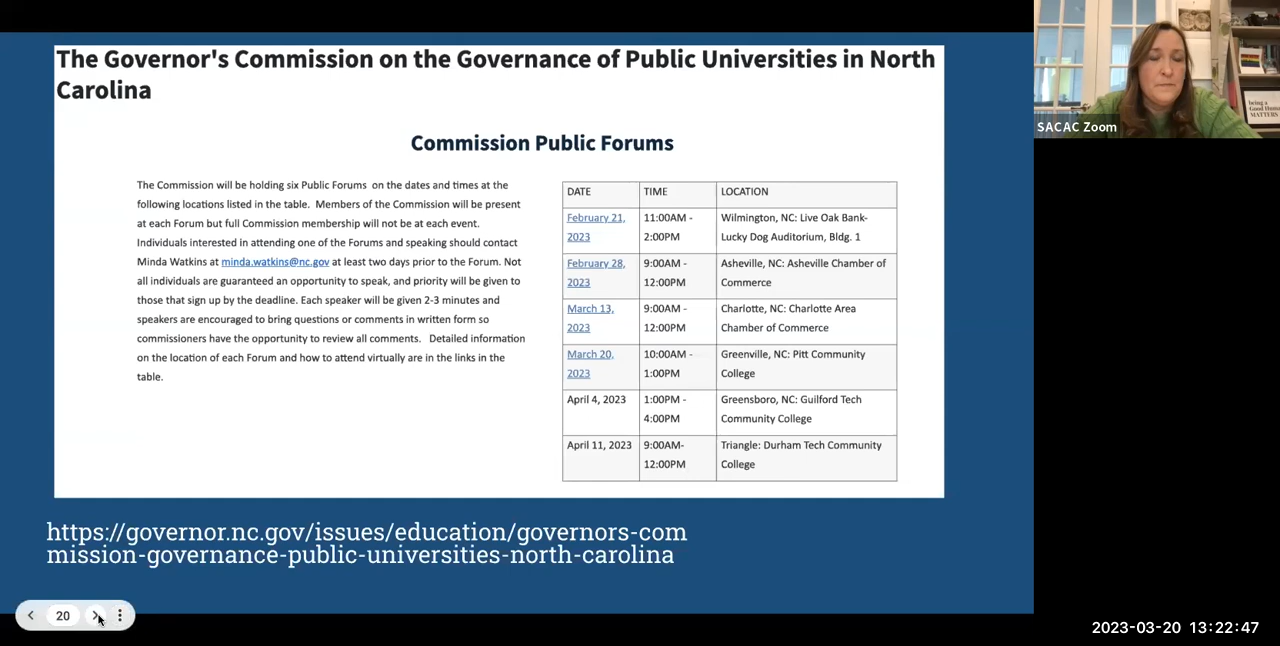 The Governor's Commission on the Governance of Public Universities in North
Carolina
Commission Public Forums
The Commission will be holding six Public Forums on the dates and times at the
following locations listed in the table. Members of the Commission will be present
at each Forum but full Commission membership will not be at each event.
Individuals interested in attending one of the Forums and speaking should contact
Minda Watkins at minda.watkins@nc.gov at least two days prior to the Forum. Not
all individuals are guaranteed an opportunity to speak, and priority will be given to
those that sign up by the deadline. Each speaker will be given 2-3 minutes and
speakers are encouraged to bring questions or comments in written form so
commissioners have the opportunity to review all comments. Detailed information
on the location of each Forum and how to attend virtually are in the links in the
table.
DATE TIME LOCATION
February 21, 11:00AM - Wilmington, NC: Live Oak Bank-
2023 2:00PM Lucky Dog Auditorium, Bldg. 1
February 28, 9:00AM - Asheville, NC: Asheville Chamber of
2023 12:00PM Commerce
March 13, 9:00AM - Charlotte, NC: Charlotte Area
2023 12:00PM Chamber of Commerce
March 20, 10:00AM - Greenville, NC: Pitt Community
2023 1:00PM College
April 4, 2023 1:00PM - Greensboro, NC: Guilford Tech
4:00PM Community College
April 11, 2023 9:00AM- Triangle: Durham Tech Community
12:00PM College
https://governor.nc.gov/issues/education/governors-com
mission-governance-public-universities-north-carolina
20
SACAC Zoom
being a
Good Human
MATTERS
2023-03-20 13:22:47